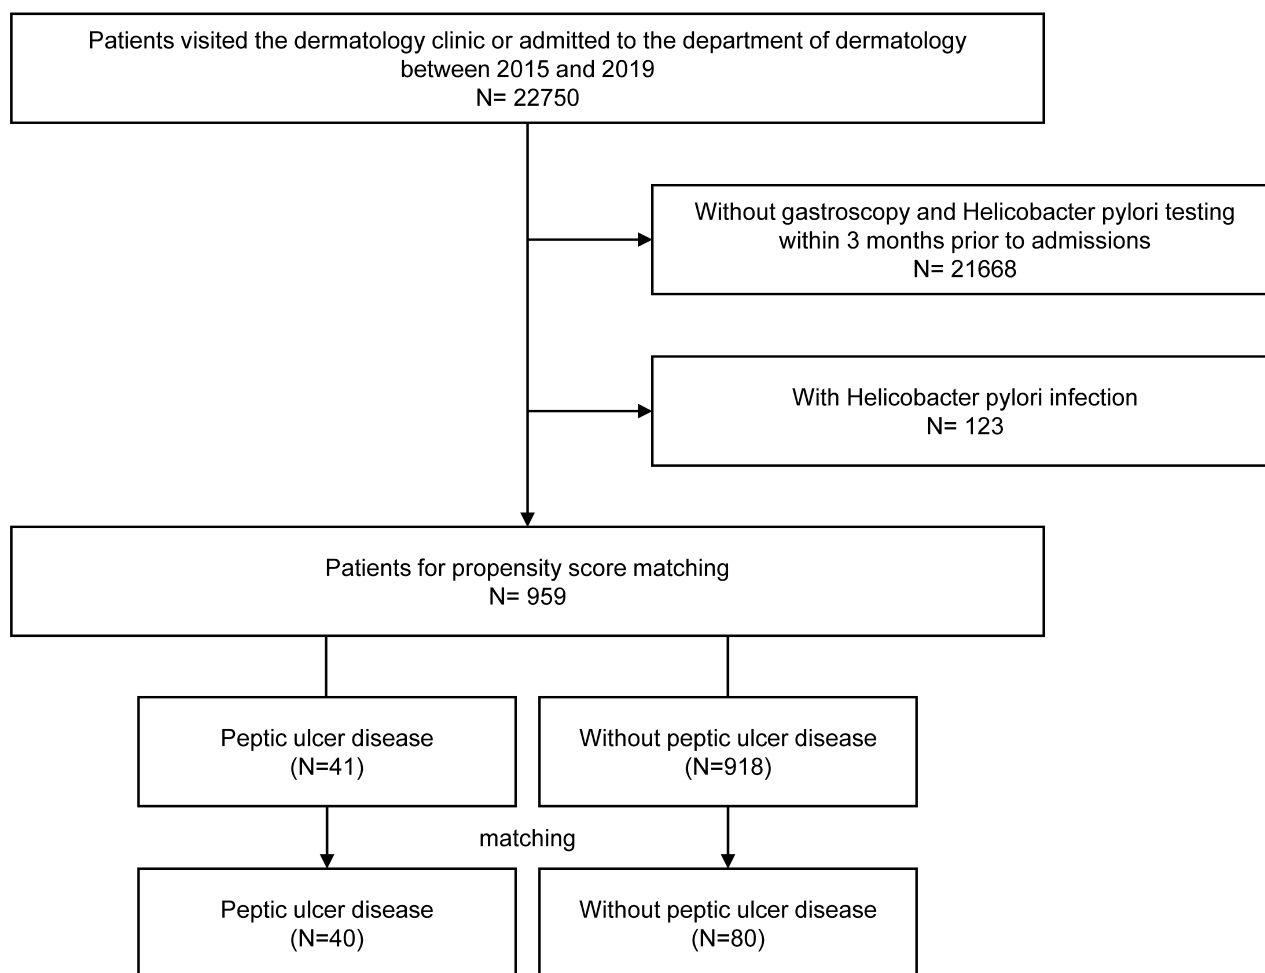 Patients visited the dermatology clinic or admitted to the department of dermatology
between 2015 and 2019
N= 22750
Without gastroscopy and Helicobacter pylori testing
within 3 months prior to admissions
N= 21668
With Helicobacter pylori infection
N= 123
Patients for propensity score matching
N= 959
Peptic ulcer disease
(N=41)
Without peptic ulcer disease
(N=918)
matching
Peptic ulcer disease
(N=40)
Without peptic ulcer disease
(N=80)